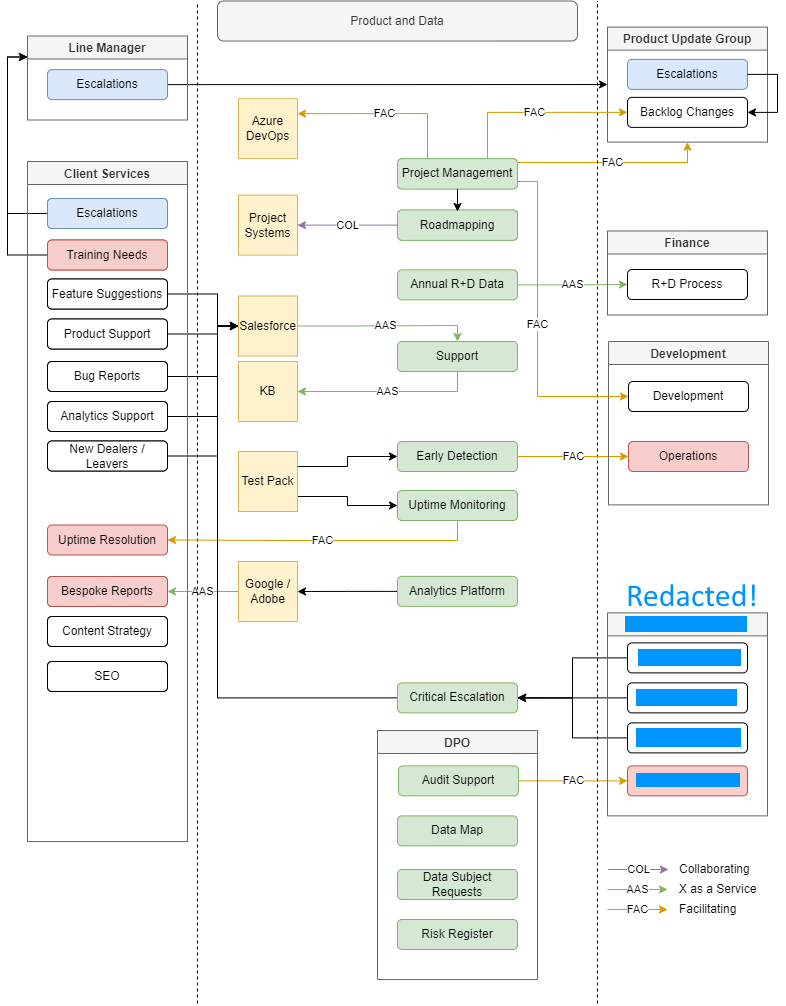 Product and Data
Line Manager
Escalations
Client Services
Escalations
Training Needs
Feature Suggestions
Product Support
Bug Reports
Analytics Support
New Dealers /
Leavers
Uptime Resolution
Bespoke Reports
Content Strategy
SEO
Azure
DevOps
Project
Systems
Salesforce
KB
Test Pack
Google /
Adobe
FAC
Project Management
COL
Roadmapping
Annual R+D Data
AAS
Support
AAS
Early Detection
Uptime Monitoring
FAC
AAS
Analytics Platform
Critical Escalation
DPO
Audit Support
Data Map
Data Subject
Requests
Risk Register
FAC
FAC
AAS
FAC
FAC
FAC
Product Update Group
Escalations
Backlog Changes
Finance
R+D Process
Development
Development
Operations
Redacted!
COL
Collaborating
AAS
X as a Service
FAC
Facilitating